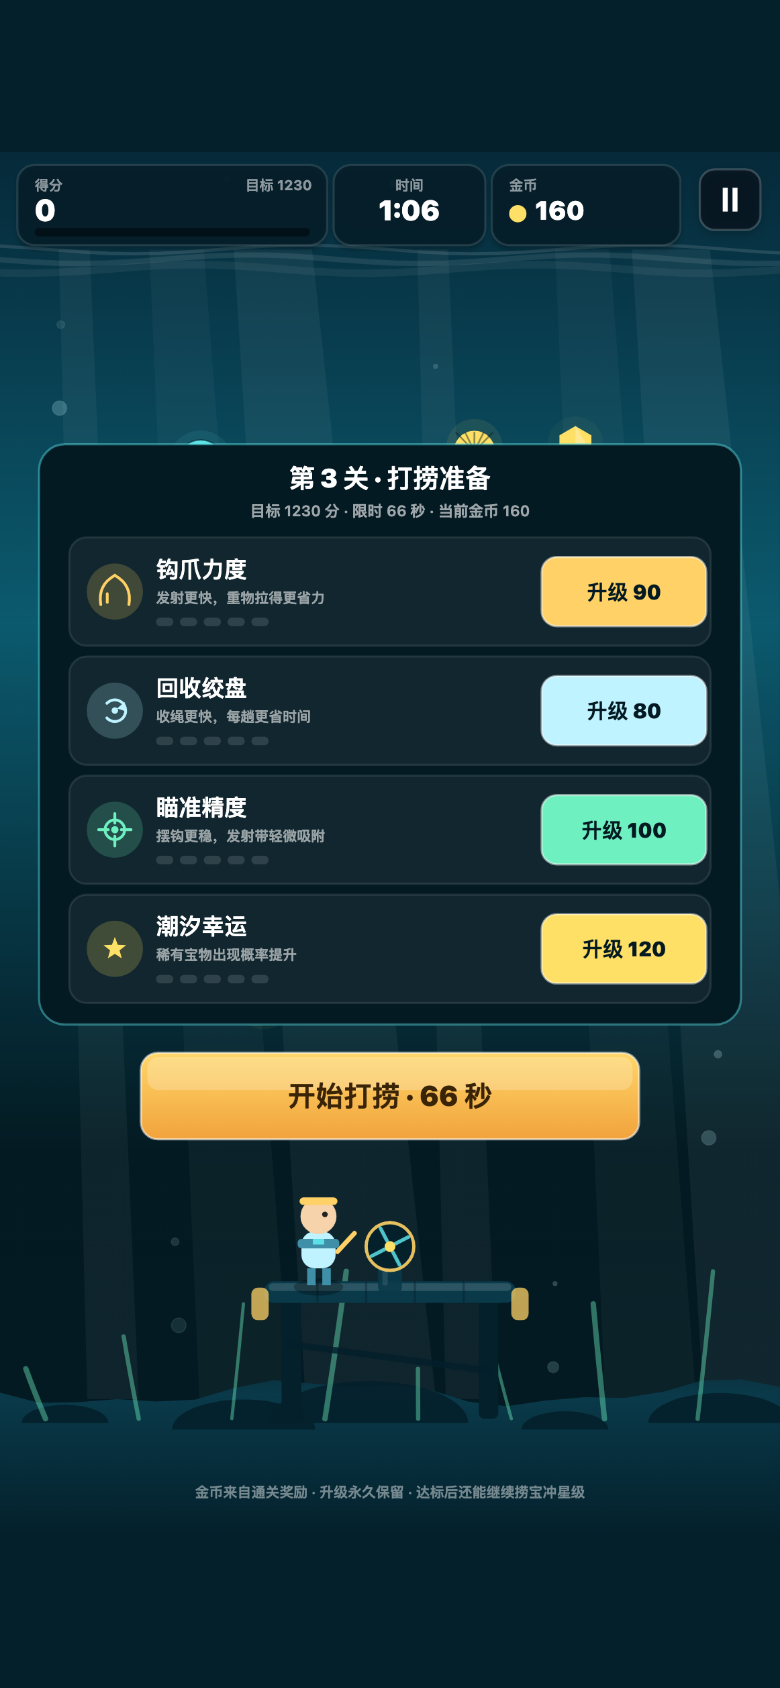 得分
目标 1230
0
时间
1:06
金币
160
第 3 关 · 打捞准备
目标 1230 分 · 限时 66 秒 · 当前金币 160
钩爪力度
发射更快，重物拉得更省力
升级 90
回收绞盘
收绳更快，每趟更省时间
升级 80
瞄准精度
摆钩更稳，发射带轻微吸附
升级 100
潮汐幸运
稀有宝物出现概率提升
升级 120
开始打捞 · 66 秒
金币来自通关奖励 · 升级永久保留 · 达标后还能继续捞宝冲星级